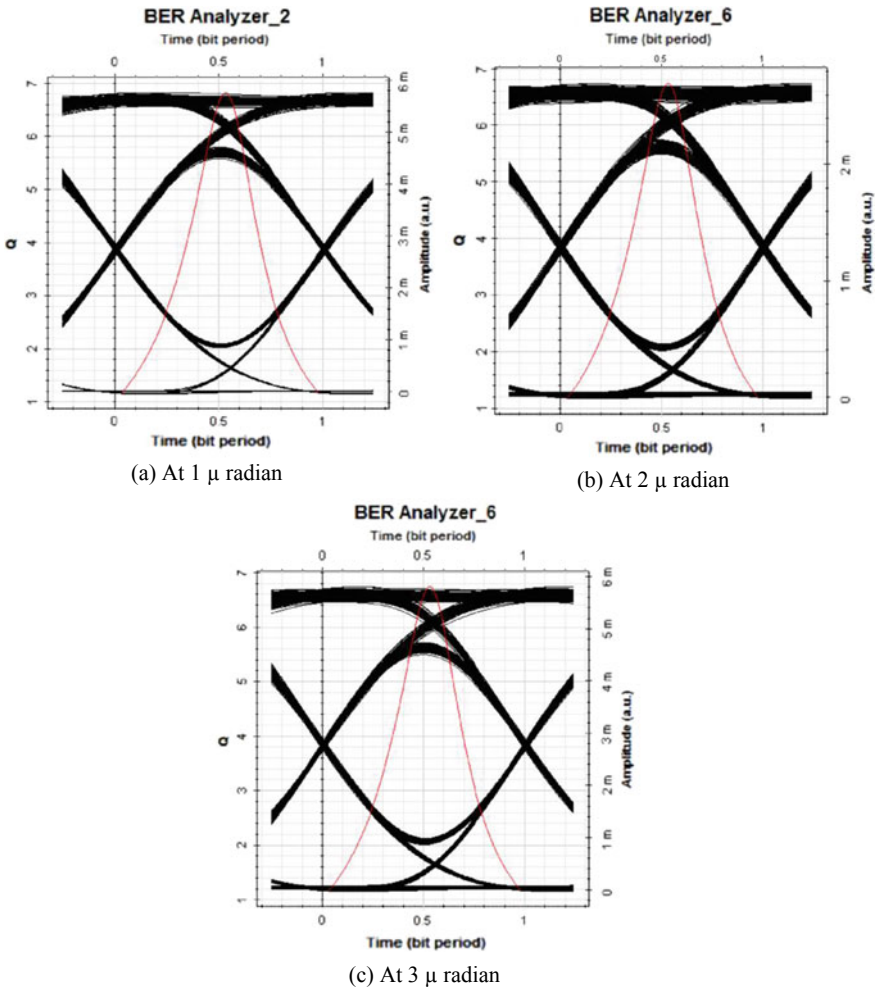 BER Analyzer_2
Time (bit period)
0 0.5 1
7
6
5
4
3
2
1
Q
6 m
5 m
4 m
3 m
2 m
1 m
0
Amplitude (a.u.)
0 0.5 1
Time (bit period)
(a) At 1 µ radian
BER Analyzer_6
Time (bit period)
0 0.5 1
7
6
5
4
3
2
1
Q
2 m
1 m
0
Amplitude (a.u.)
0 0.5 1
Time (bit period)
(b) At 2 µ radian
BER Analyzer_6
Time (bit period)
0 0.5 1
7
6
5
4
3
2
1
Q
6 m
5 m
4 m
3 m
2 m
1 m
0
Amplitude (a.u.)
0 0.5 1
Time (bit period)
(c) At 3 µ radian